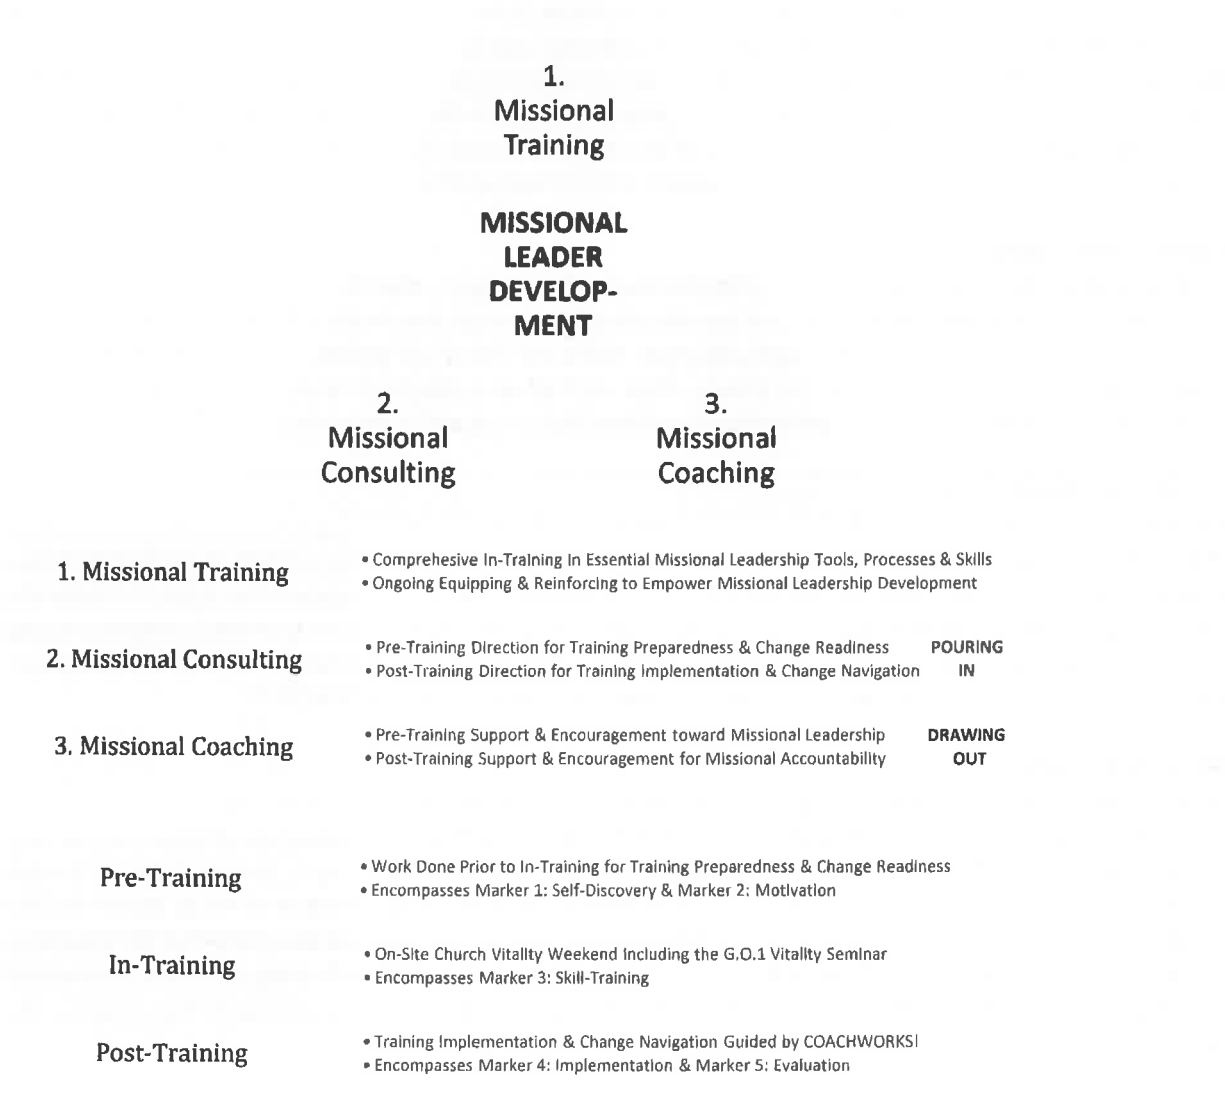 1.
Missional
Training
MISSIONAL
LEADER
DEVELOP-
MENT
2.
Missional
Consulting
3.
Missional
Coaching
1. Missional Training
• Comprehesive In-Training in Essential Missional Leadership Tools, Processes & Skills
• Ongoing Equipping & Reinforcing to Empower Missional Leadership Development
2. Missional Consulting
• Pre-Training Direction for Training Preparedness & Change Readiness
• Post-Training Direction for Training Implementation & Change Navigation
POURING
IN
3. Missional Coaching
• Pre-Training Support & Encouragement toward Missional Leadership
• Post-Training Support & Encouragement for Missional Accountability
DRAWING
OUT
Pre-Training
• Work Done Prior to In-Training for Training Preparedness & Change Readiness
• Encompasses Marker 1: Self-Discovery & Marker 2: Motivation
In-Training
• On-Site Church Vitality Weekend Including the G.O.1 Vitality Seminar
• Encompasses Marker 3: Skill-Training
Post-Training
• Training Implementation & Change Navigation Guided by COACHWORKS!
• Encompasses Marker 4: Implementation & Marker 5: Evaluation